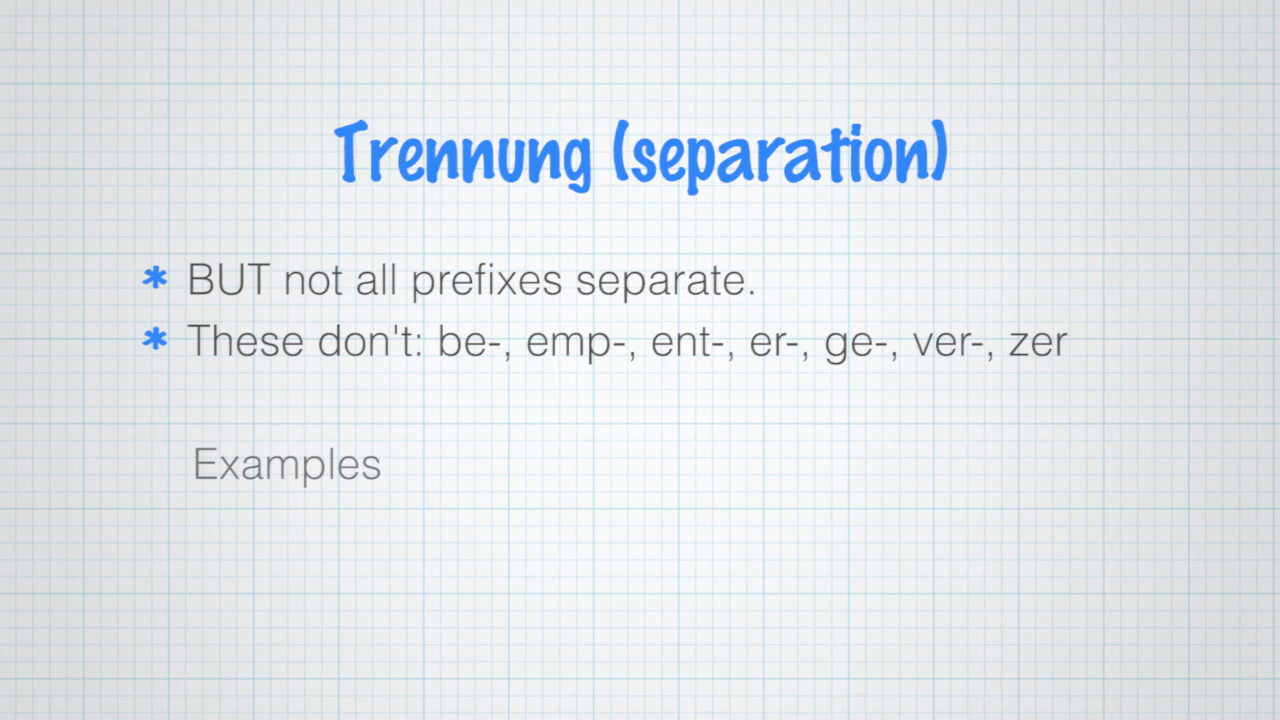 Trennung (separation)
* BUT not all prefixes separate.
* These don't: be-, emp-, ent-, er-, ge-, ver-, zer
Examples